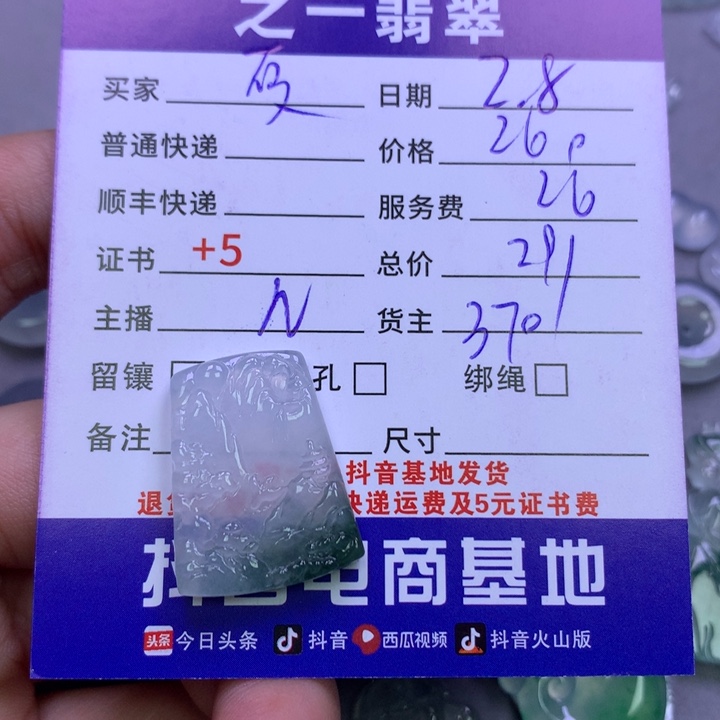 之一翡翠
买家 日期 2.8
普通快递 价格 260
顺丰快递 服务费 26
证书 +5 总价 291
主播 N 货主 370
留镶 孔 绑绳
备注 尺寸
抖音基地发货
快递运费及5元证书费
电商基地
头条 今日头条 抖音 西瓜视频 抖音火山版